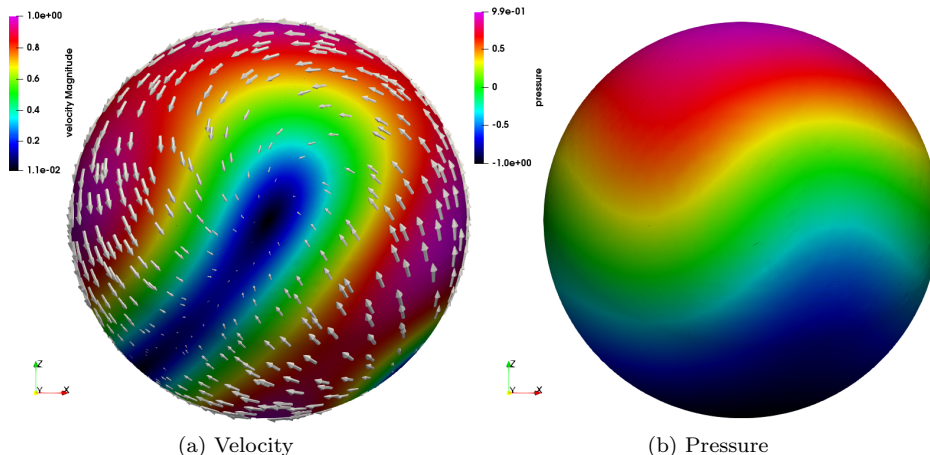 1.0e+00
0.8
0.6
0.4
0.2
1.1e-02
velocity Magnitude
Z
Y X
(a) Velocity
9.9e-01
0.5
0
-0.5
-1.0e+00
pressure
Z
Y X
(b) Pressure